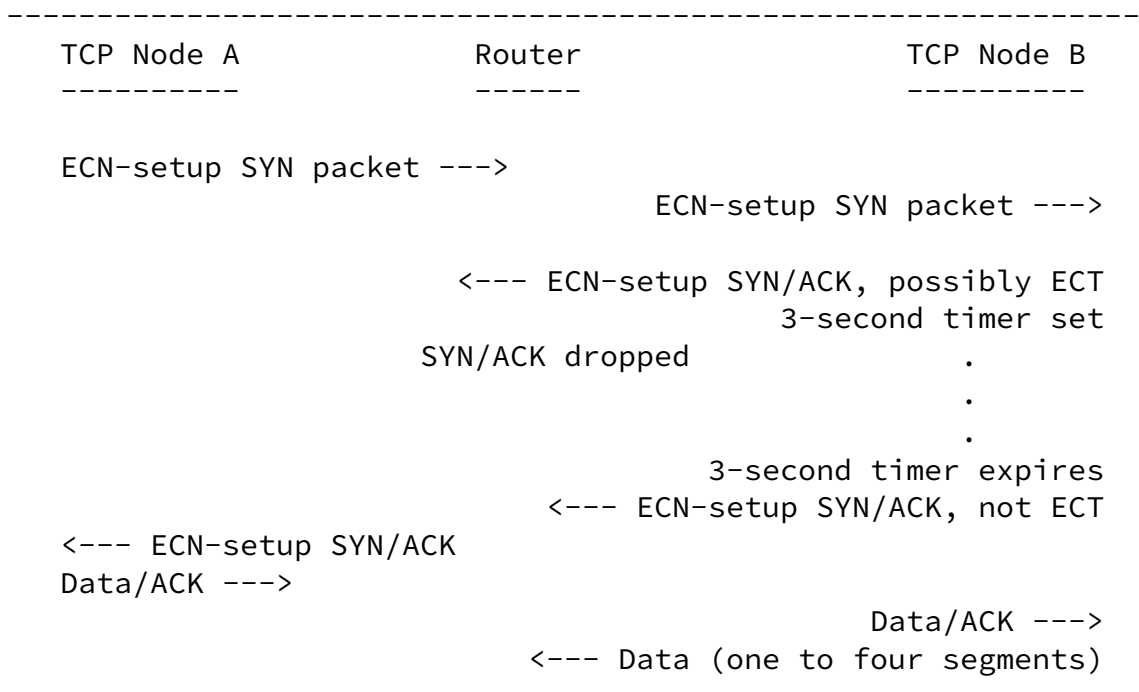 ---------------------------------------------------------------
TCP Node A             Router                  TCP Node B
----------             ------                  ----------
ECN-setup SYN packet --->
ECN-setup SYN packet --->
<--- ECN-setup SYN/ACK, possibly ECT
3-second timer set
SYN/ACK dropped               .
.
.
3-second timer expires
<--- ECN-setup SYN/ACK, not ECT
<--- ECN-setup SYN/ACK
Data/ACK --->
Data/ACK --->
<--- Data (one to four segments)